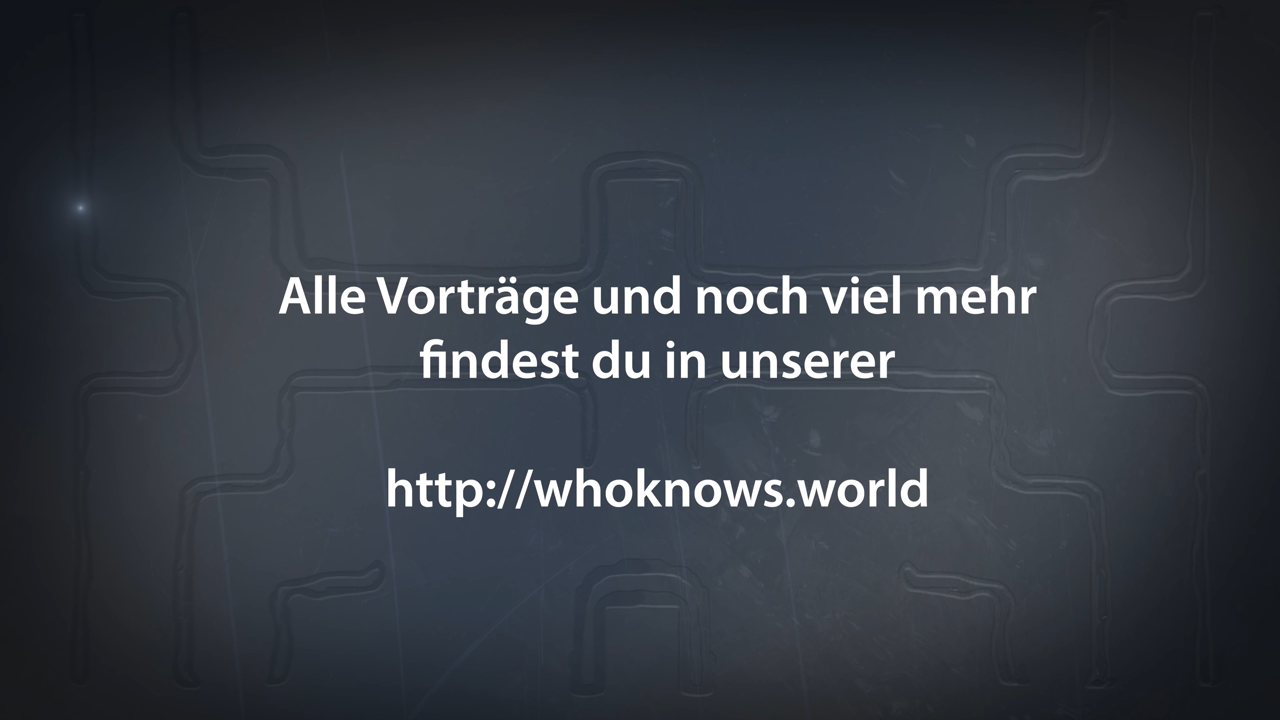 Alle Vorträge und noch viel mehr
findest du in unserer
http://whoknows.world